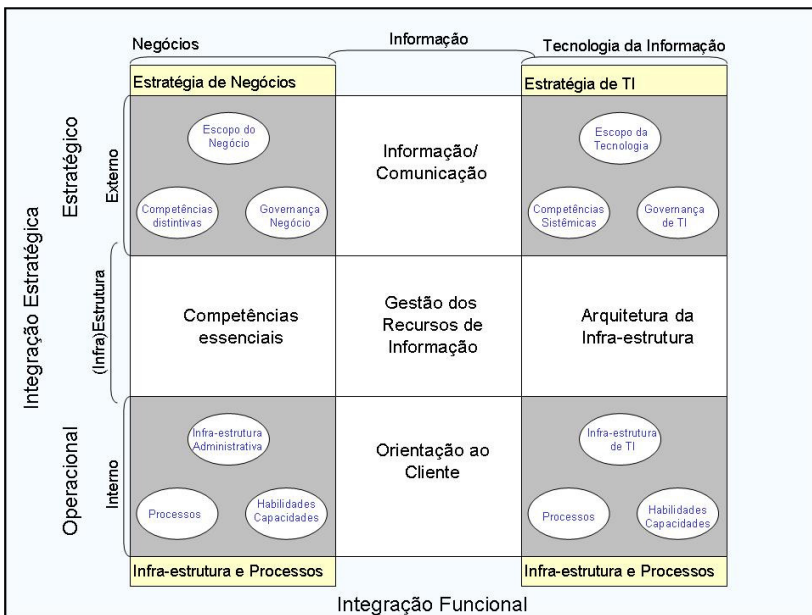 Negócios
Informação
Tecnologia da Informação
Estratégia de Negócios
Estratégia de TI
Integração Estratégica
Estratégico
Externo
Escopo do
Negócio
Competências
distintivas
Governança
Negócio
Informação/
Comunicação
Escopo da
Tecnologia
Competências
Sistêmicas
Governança
de TI
(Infra)Estrutura
Competências
essenciais
Gestão dos
Recursos de
Informação
Arquitetura da
Infra-estrutura
Operacional
Interno
Infra-estrutura
Administrativa
Processos
Habilidades
Capacidades
Orientação ao
Cliente
Infra-estrutura
de TI
Processos
Habilidades
Capacidades
Infra-estrutura e Processos
Infra-estrutura e Processos
Integração Funcional